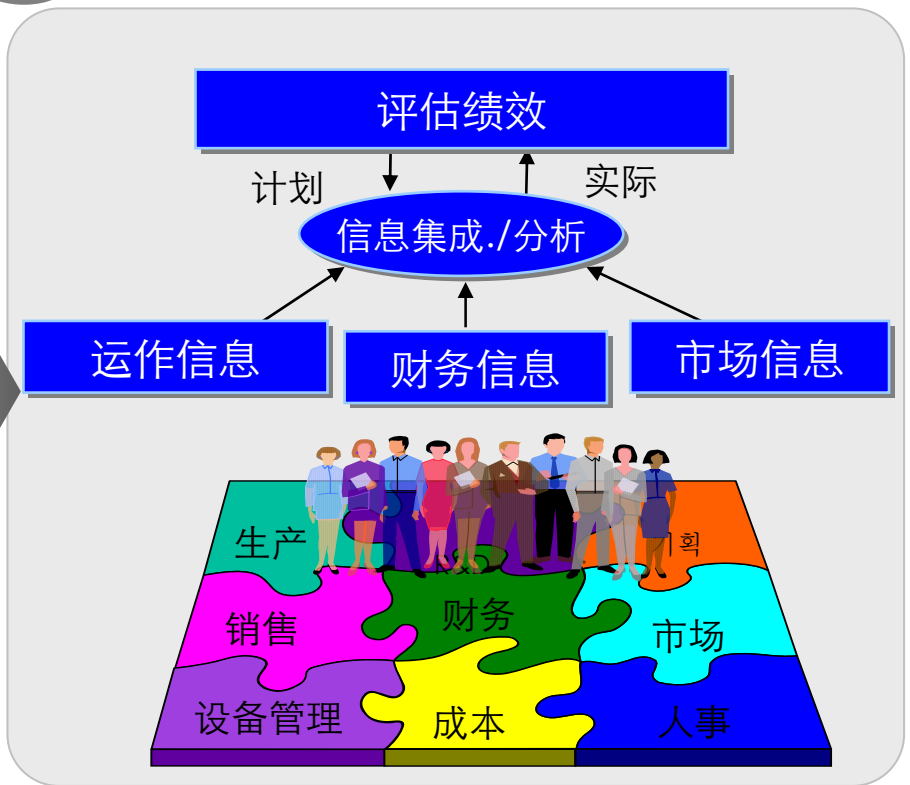 评估绩效
计划
实际
信息集成./分析
运作信息
财务信息
市场信息
生产
销售
财务
市场
设备管理
成本
人事